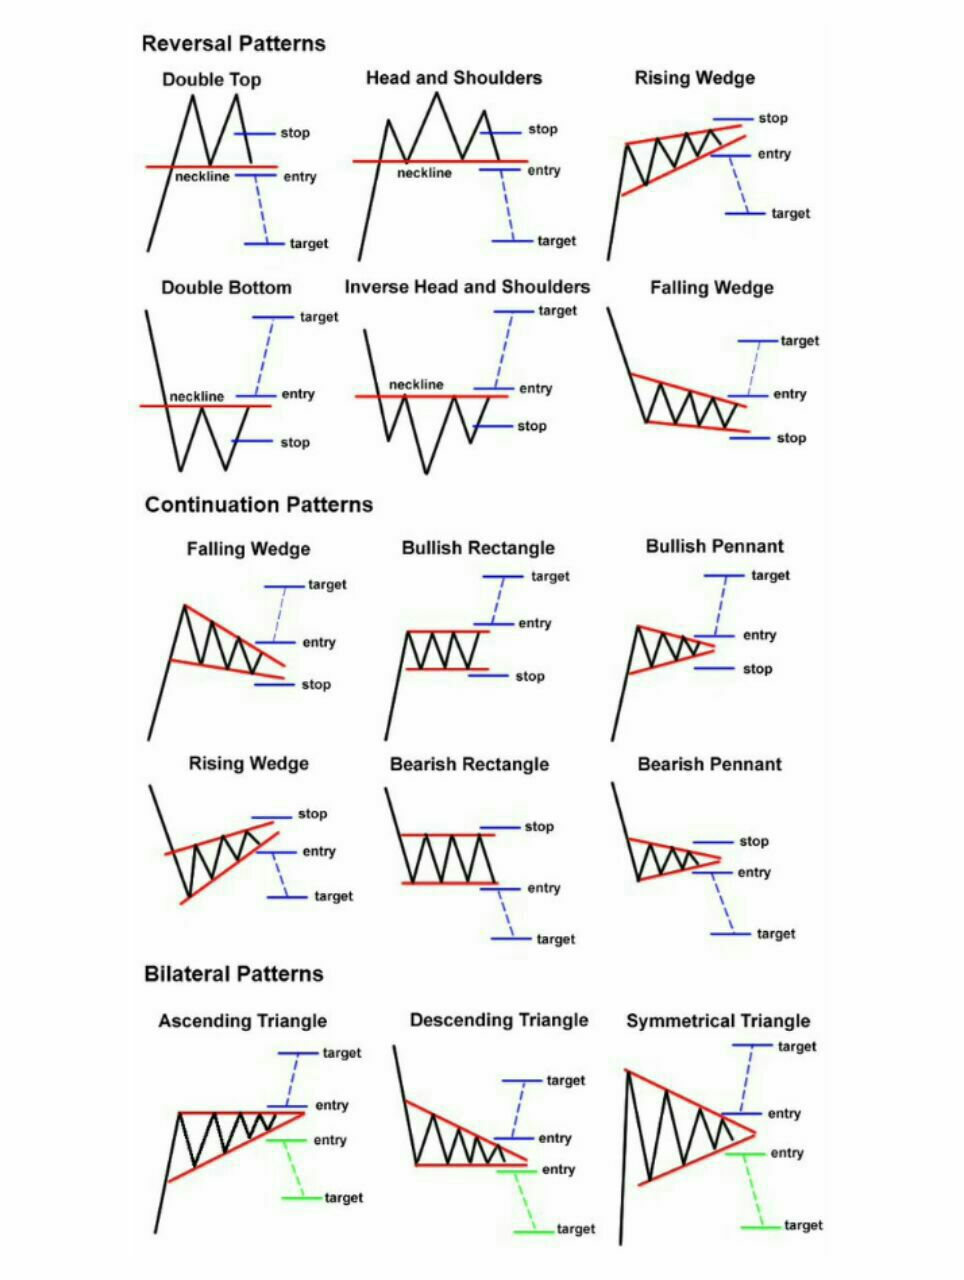 Reversal Patterns
Double Top
stop
neckline
entry
target
Head and Shoulders
stop
neckline
entry
target
Rising Wedge
stop
entry
target
Double Bottom
target
neckline
entry
stop
Inverse Head and Shoulders
target
neckline
entry
stop
Falling Wedge
target
entry
stop
Continuation Patterns
Falling Wedge
target
entry
stop
Bullish Rectangle
target
entry
stop
Bullish Pennant
target
entry
stop
Rising Wedge
stop
entry
target
Bearish Rectangle
stop
entry
target
Bearish Pennant
stop
entry
target
Bilateral Patterns
Ascending Triangle
target
entry
entry
target
Descending Triangle
target
entry
entry
target
Symmetrical Triangle
target
entry
entry
target